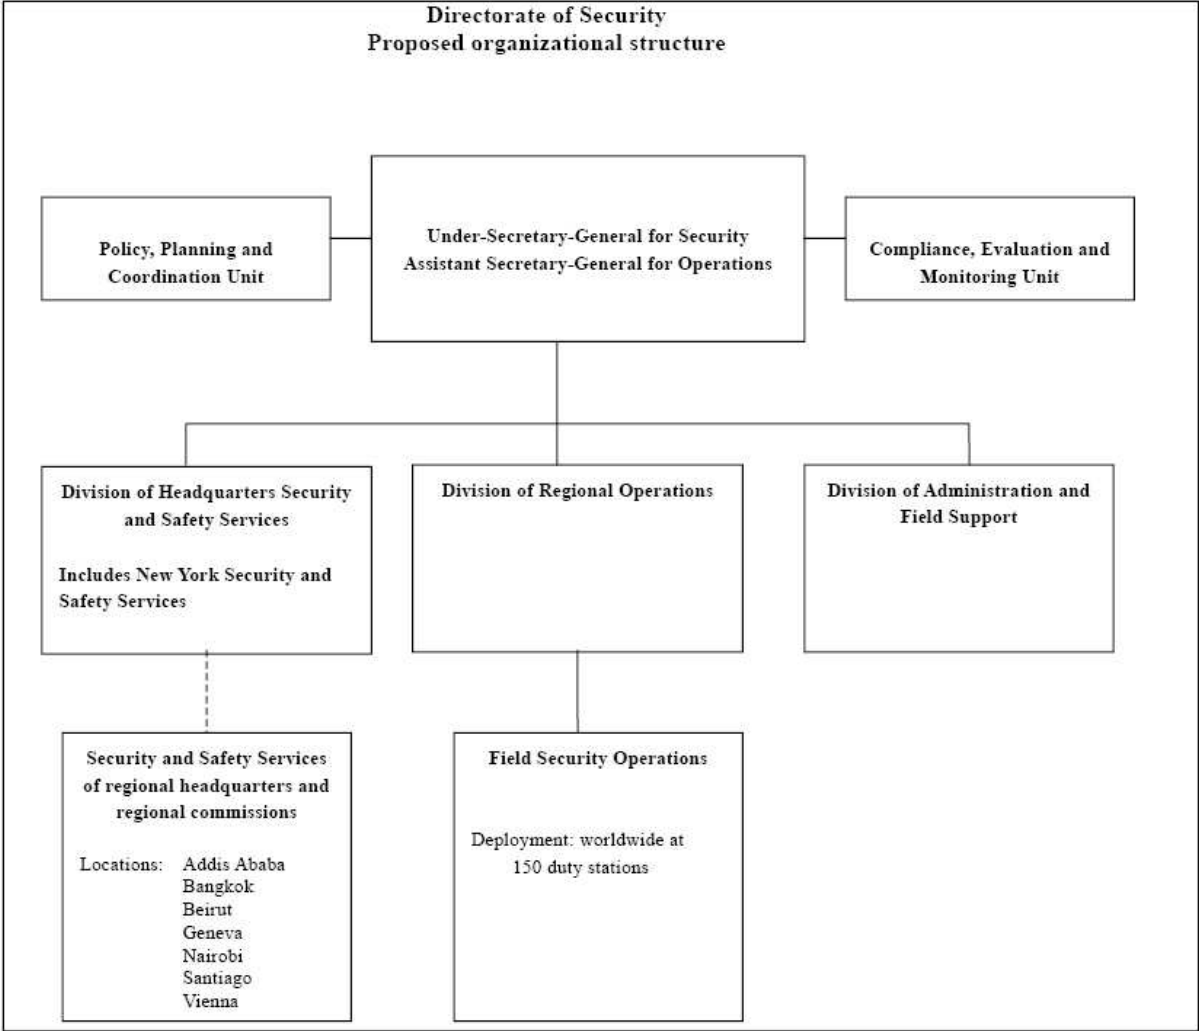 Directorate of Security
Proposed organizational structure
Policy, Planning and
Coordination Unit
Under-Secretary-General for Security
Assistant Secretary-General for Operations
Compliance, Evaluation and
Monitoring Unit
Division of Headquarters Security
and Safety Services
Includes New York Security and
Safety Services
Division of Regional Operations
Division of Administration and
Field Support
Security and Safety Services
of regional headquarters and
regional commissions
Locations: Addis Ababa
Bangkok
Beirut
Geneva
Nairobi
Santiago
Vienna
Field Security Operations
Deployment: worldwide at
150 duty stations